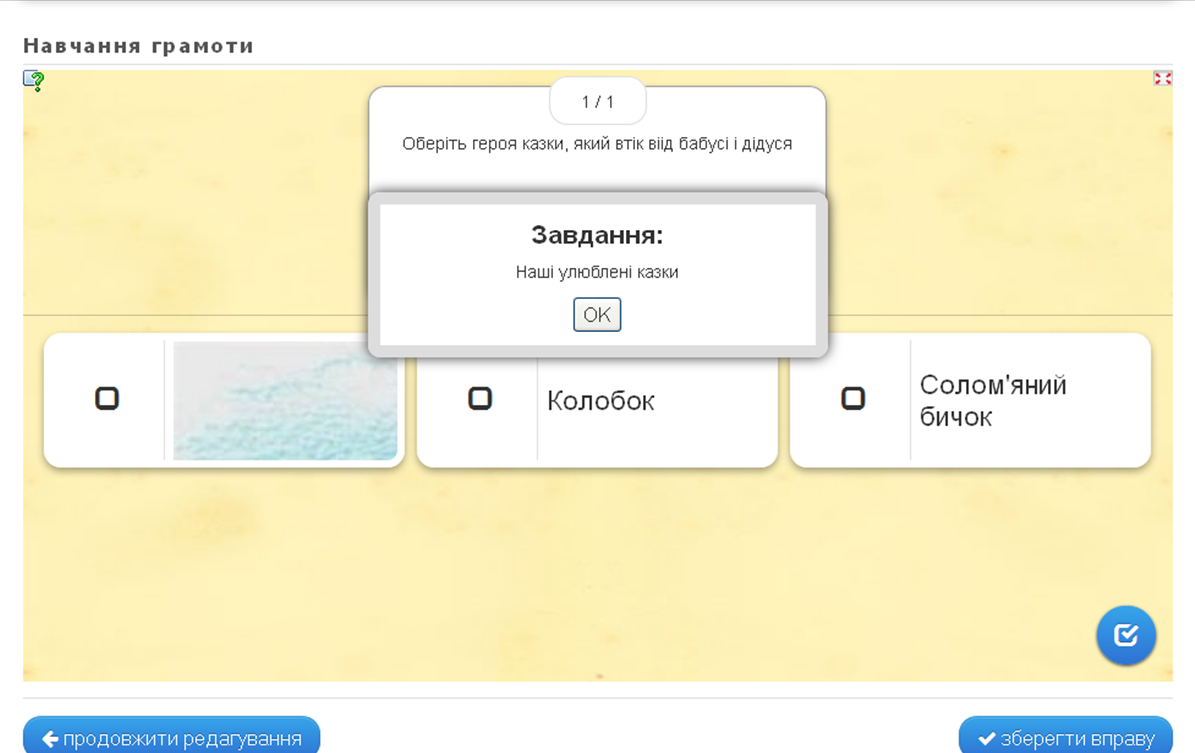 Навчання грамоти
1 / 1
Оберіть героя казки, який втік віід бабусі і дідуся
Завдання:
Наші улюблені казки
OK
Колобок
Солом'яний
бичок
продовжити редагування
зберегти вправу